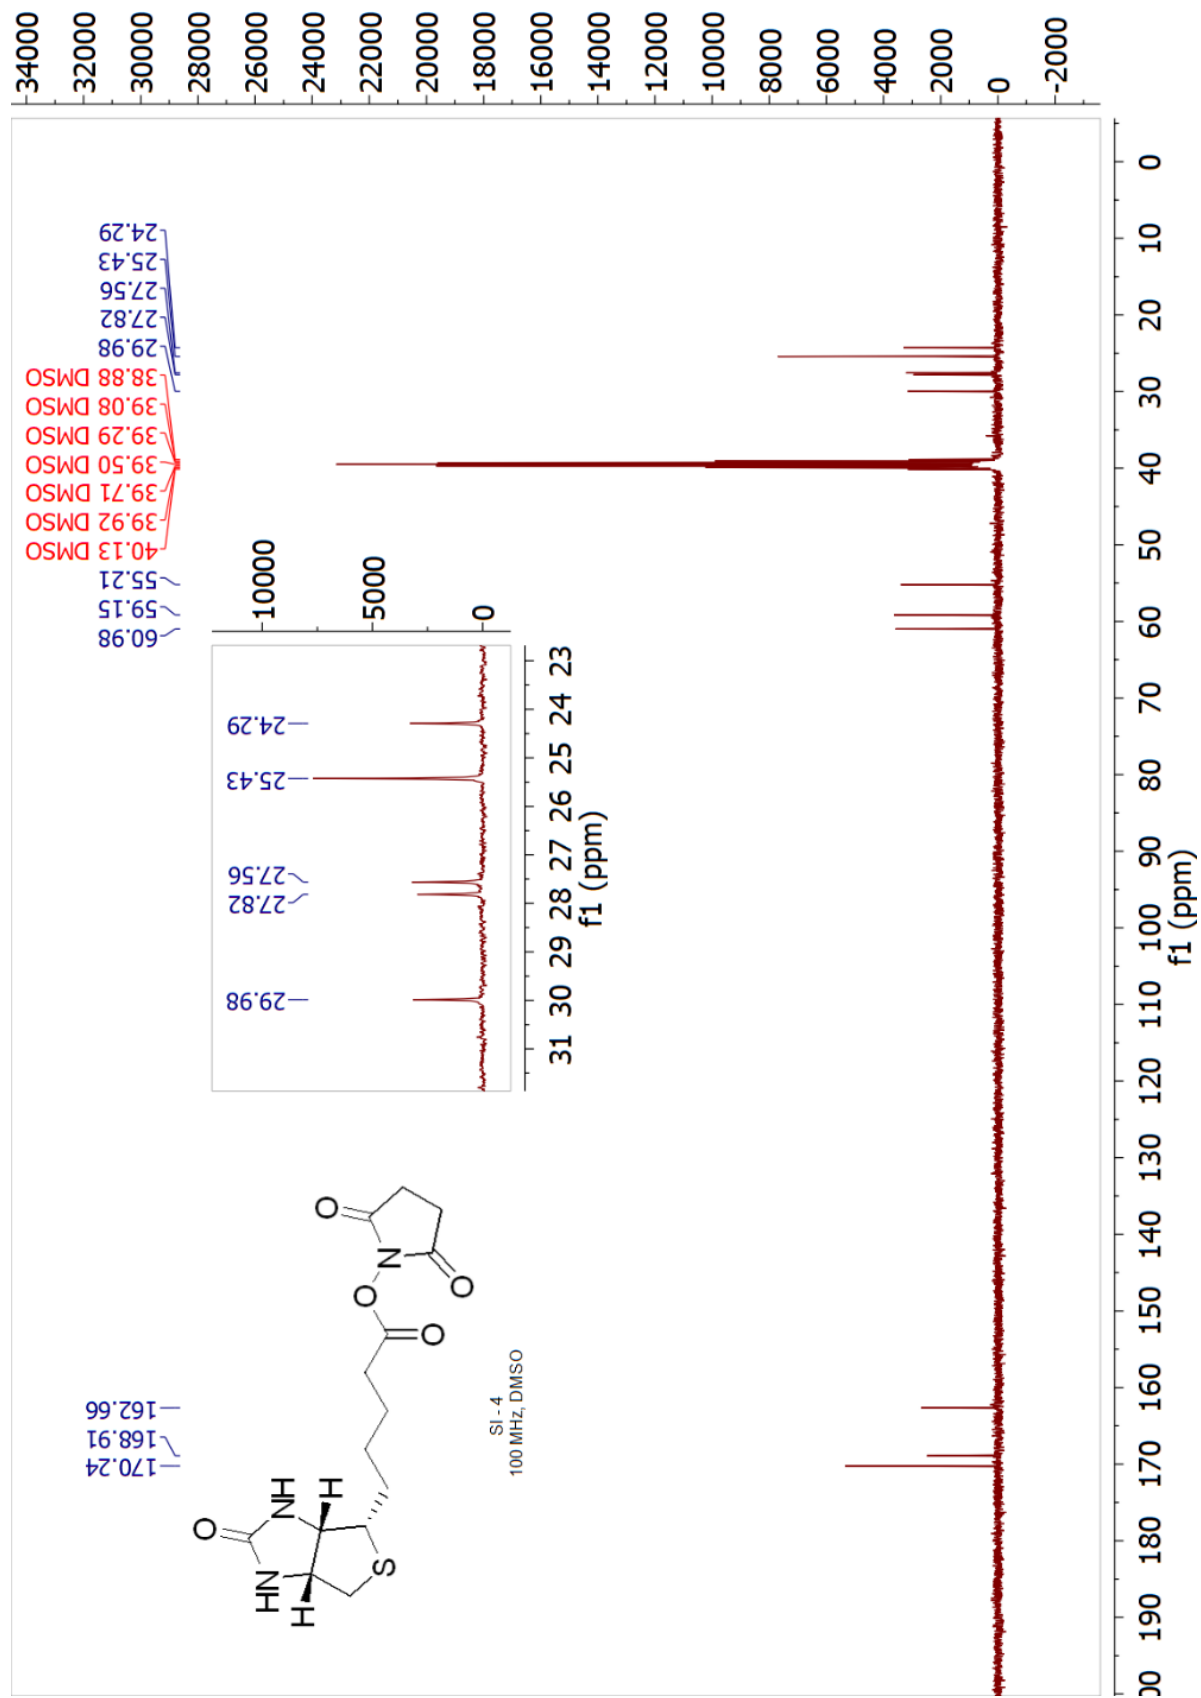 170.24
168.91
162.66
60.98
59.15
55.21
40.13 DMSO
39.92 DMSO
39.71 DMSO
39.50 DMSO
39.29 DMSO
39.08 DMSO
38.88 DMSO
29.98
27.82
27.56
25.43
24.29
34000
32000
30000
28000
26000
24000
22000
20000
18000
16000
14000
12000
10000
8000
6000
4000
2000
0
-2000
29.98
27.82
27.56
25.43
24.29
10000
5000
0
31 30 29 28 27 26 25 24 23
f1 (ppm)
O
HN
NH
H
H
S
O
O
O
N
O
SI - 4
100 MHz, DMSO
00 190 180 170 160 150 140 130 120 110 100 90 80 70 60 50 40 30 20 10 0
f1 (ppm)